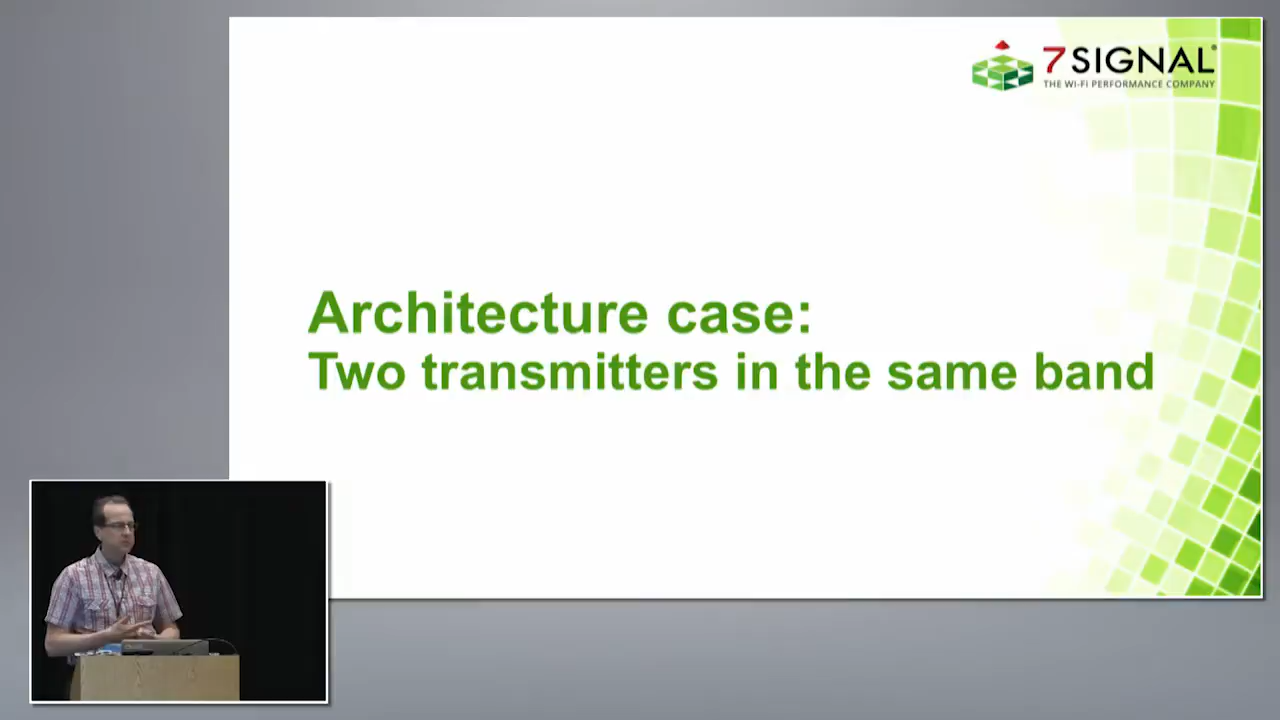 7SIGNAL®
THE WI-FI PERFORMANCE COMPANY
Architecture case:
Two transmitters in the same band